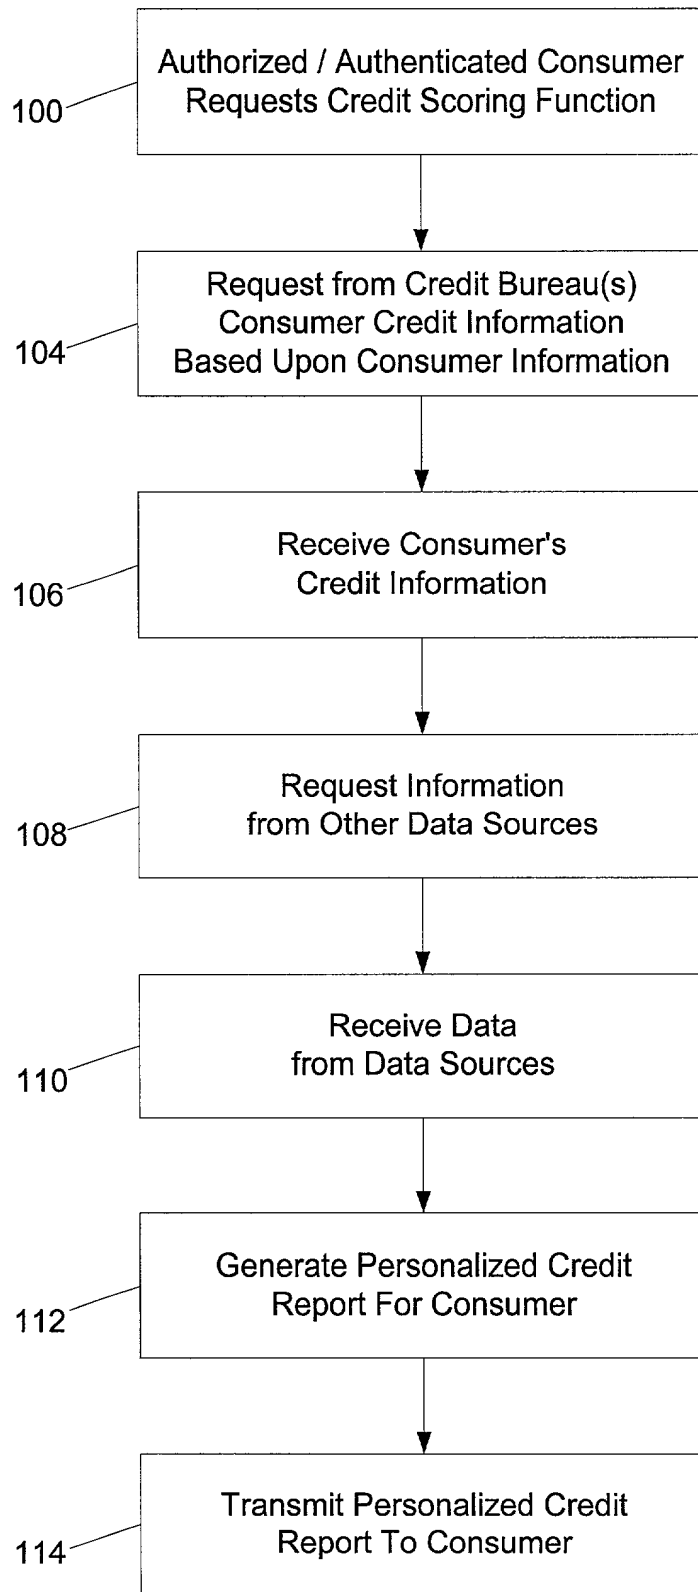 Authorized / Authenticated Consumer
Requests Credit Scoring Function
100
Request from Credit Bureau(s)
Consumer Credit Information
Based Upon Consumer Information
104
Receive Consumer's
Credit Information
106
Request Information
from Other Data Sources
108
Receive Data
from Data Sources
110
Generate Personalized Credit
Report For Consumer
112
Transmit Personalized Credit
Report To Consumer
114